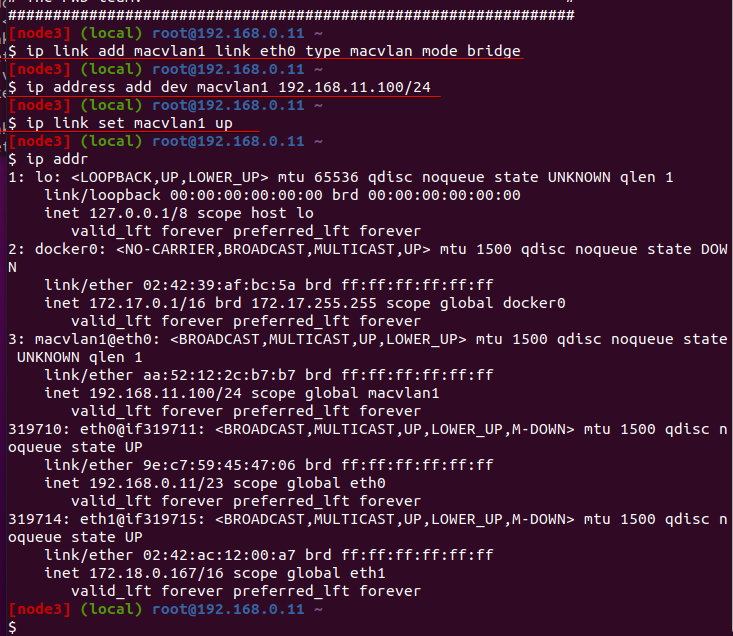 ###############################################################
[node3] (local) root@192.168.0.11 ~
$ ip link add macvlan1 link eth0 type macvlan mode bridge
[node3] (local) root@192.168.0.11 ~
$ ip address add dev macvlan1 192.168.11.100/24
[node3] (local) root@192.168.0.11 ~
$ ip link set macvlan1 up
[node3] (local) root@192.168.0.11 ~
$ ip addr
1: lo: <LOOPBACK,UP,LOWER_UP> mtu 65536 qdisc noqueue state UNKNOWN qlen 1
    link/loopback 00:00:00:00:00:00 brd 00:00:00:00:00:00
    inet 127.0.0.1/8 scope host lo
       valid_lft forever preferred_lft forever
2: docker0: <NO-CARRIER,BROADCAST,MULTICAST,UP> mtu 1500 qdisc noqueue state DOW
N
    link/ether 02:42:39:af:bc:5a brd ff:ff:ff:ff:ff:ff
    inet 172.17.0.1/16 brd 172.17.255.255 scope global docker0
       valid_lft forever preferred_lft forever
3: macvlan1@eth0: <BROADCAST,MULTICAST,UP,LOWER_UP> mtu 1500 qdisc noqueue state
 UNKNOWN qlen 1
    link/ether aa:52:12:2c:b7:b7 brd ff:ff:ff:ff:ff:ff
    inet 192.168.11.100/24 scope global macvlan1
       valid_lft forever preferred_lft forever
319710: eth0@if319711: <BROADCAST,MULTICAST,UP,LOWER_UP,M-DOWN> mtu 1500 qdisc n
oqueue state UP
    link/ether 9e:c7:59:45:47:06 brd ff:ff:ff:ff:ff:ff
    inet 192.168.0.11/23 scope global eth0
       valid_lft forever preferred_lft forever
319714: eth1@if319715: <BROADCAST,MULTICAST,UP,LOWER_UP,M-DOWN> mtu 1500 qdisc n
oqueue state UP
    link/ether 02:42:ac:12:00:a7 brd ff:ff:ff:ff:ff:ff
    inet 172.18.0.167/16 scope global eth1
       valid_lft forever preferred_lft forever
[node3] (local) root@192.168.0.11 ~
$